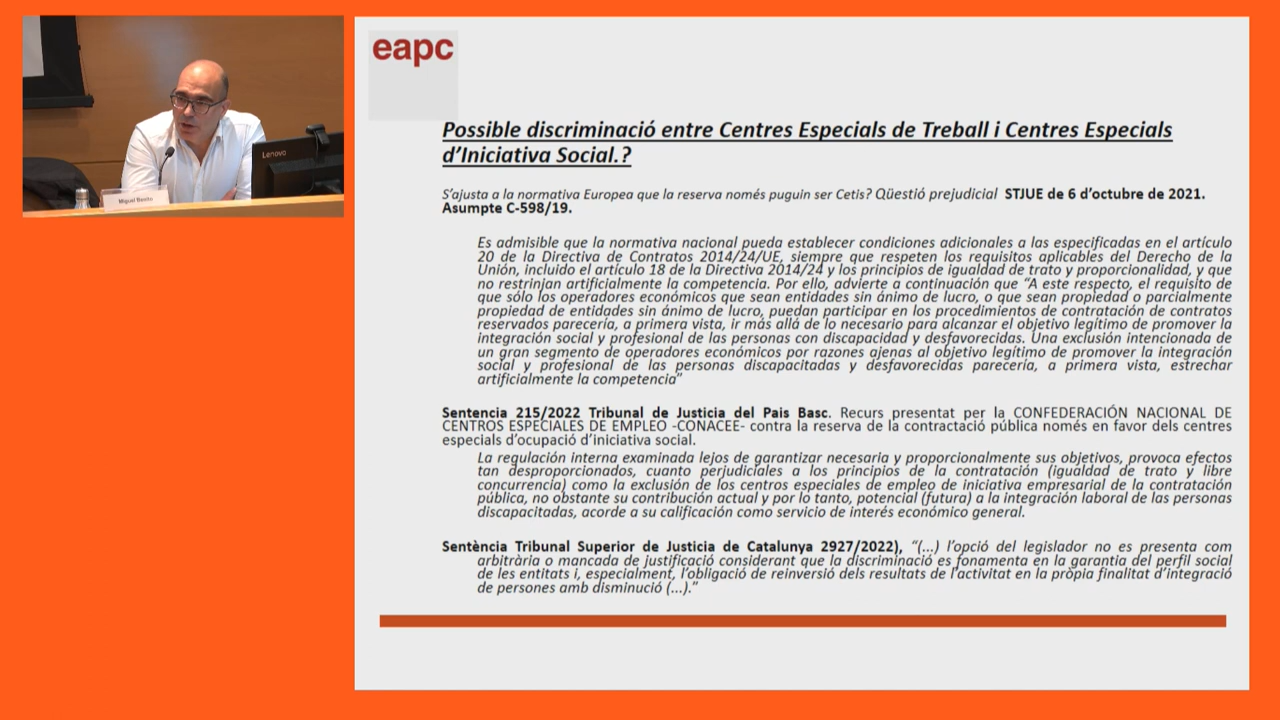 eapc
Possible discriminació entre Centres Especials de Treball i Centres Especials
d'Iniciativa Social.?
S'ajusta a la normativa Europea que la reserva només puguin ser Cetis? Qüestió prejudicial STJUE de 6 d'octubre de 2021.
Asumpte C-598/19.
Es admisible que la normativa nacional pueda establecer condiciones adicionales a las especificadas en el artículo
20 de la Directiva de Contratos 2014/24/UE, siempre que respeten los requisitos aplicables del Derecho de la
Unión, incluido el artículo 18 de la Directiva 2014/24 y los principios de igualdad de trato y proporcionalidad, y que
no restrinjan artificialmente la competencia. Por ello, advierte a continuación que "A este respecto, el requisito de
que sólo los operadores económicos que sean entidades sin ánimo de lucro, o que sean propiedad o parcialmente
propiedad de entidades sin ánimo de lucro, puedan participar en los procedimientos de contratación de contratos
reservados parecería, a primera vista, ir más allá de lo necesario para alcanzar el objetivo legítimo de promover la
integración social y profesional de las personas con discapacidad y desfavorecidas. Una exclusión intencionada de
un gran segmento de operadores económicos por razones ajenas al objetivo legítimo de promover la integración
social y profesional de las personas discapacitadas y desfavorecidas parecería, a primera vista, estrechar
artificialmente la competencia"
Sentencia 215/2022 Tribunal de Justicia del Pais Basc. Recurs presentat per la CONFEDERACIÓN NACIONAL DE
CENTROS ESPECIALES DE EMPLEO -CONACEE- contra la reserva de la contractació pública només en favor dels centres
especials d'ocupació d'iniciativa social.
La regulación interna examinada lejos de garantizar necesaria y proporcionalmente sus objetivos, provoca efectos
tan desproporcionados, cuanto perjudiciales a los principios de la contratación (igualdad de trato y libre
concurrencia) como la exclusión de los centros especiales de empleo de iniciativa empresarial de la contratación
pública, no obstante su contribución actual y por lo tanto, potencial (futura) a la integración laboral de las personas
discapacitadas, acorde a su calificación como servicio de interés económico general.
Sentència Tribunal Superior de Justicia de Catalunya 2927/2022), "(...) l'opció del legislador no es presenta com
arbitrària o mancada de justificació considerant que la discriminació es fonamenta en la garantia del perfil social
de les entitats i, especialment, l'obligació de reinversió dels resultats de l'activitat en la pròpia finalitat d'integració
de persones amb disminució (...)."
Lenovo
Miguel Benito